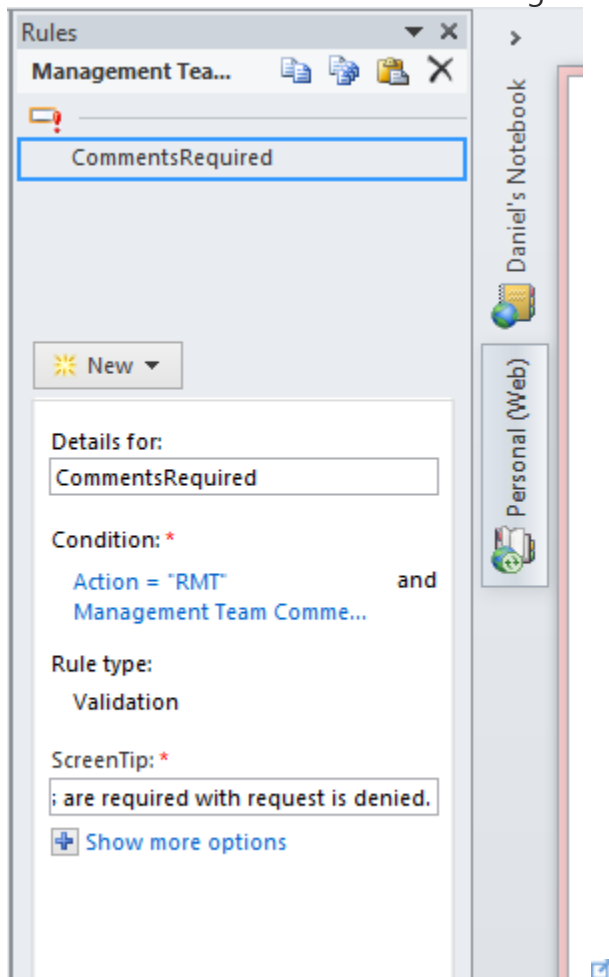 Rules
Management Tea...
CommentsRequired
New
Details for:
CommentsRequired
Condition: *
Action = "RMT" and
Management Team Comme...
Rule type:
Validation
ScreenTip: *
are required with request is denied.
Show more options
Daniel's Notebook
Personal (Web)